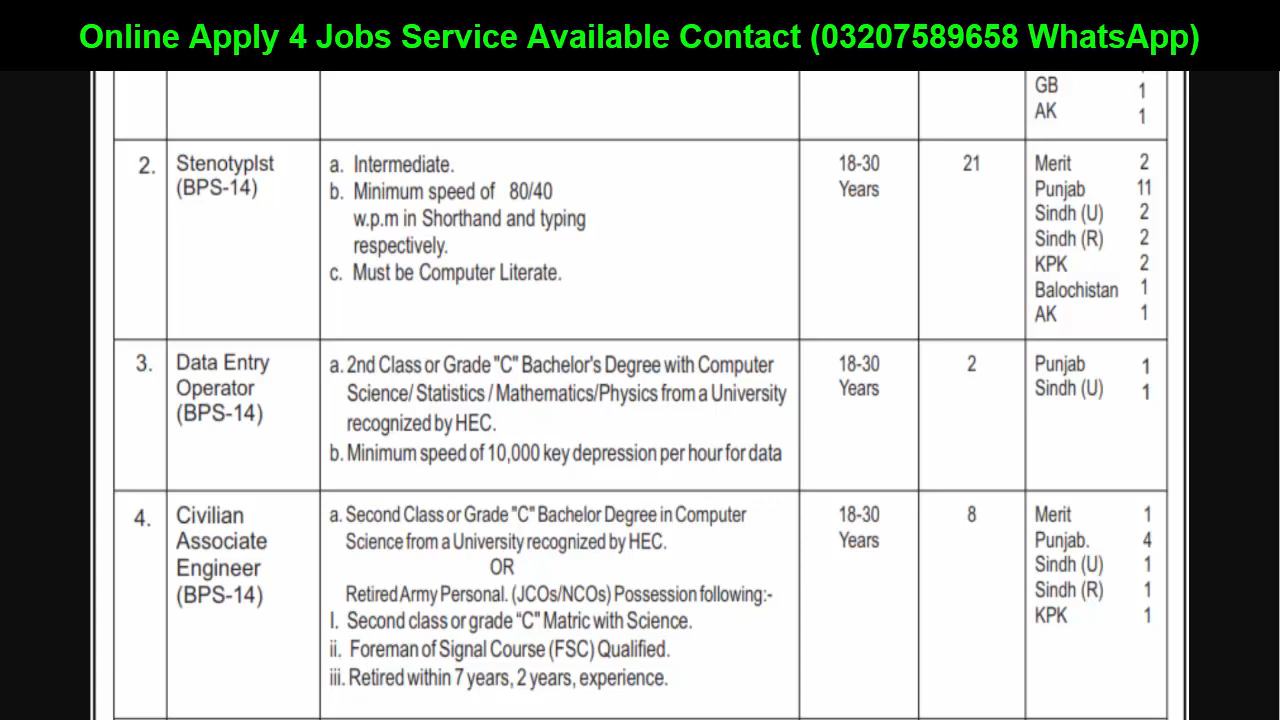 Online Apply 4 Jobs Service Available Contact (03207589658 WhatsApp)
GB 1
AK 1
2. StenotypIst (BPS-14)
a. Intermediate.
b. Minimum speed of 80/40
w.p.m in Shorthand and typing
respectively.
c. Must be Computer Literate.
18-30
Years
21
Merit 2
Punjab 11
Sindh (U) 2
Sindh (R) 2
KPK 2
Balochistan 1
AK 1
3. Data Entry
Operator
(BPS-14)
a. 2nd Class or Grade "C" Bachelor's Degree with Computer
Science/ Statistics / Mathematics/Physics from a University
recognized by HEC.
b. Minimum speed of 10,000 key depression per hour for data
18-30
Years
2
Punjab 1
Sindh (U) 1
4. Civilian
Associate
Engineer
(BPS-14)
a. Second Class or Grade "C" Bachelor Degree in Computer
Science from a University recognized by HEC.
OR
Retired Army Personal. (JCOs/NCOs) Possession following:-
I. Second class or grade “C” Matric with Science.
ii. Foreman of Signal Course (FSC) Qualified.
iii. Retired within 7 years, 2 years, experience.
18-30
Years
8
Merit 1
Punjab. 4
Sindh (U) 1
Sindh (R) 1
KPK 1